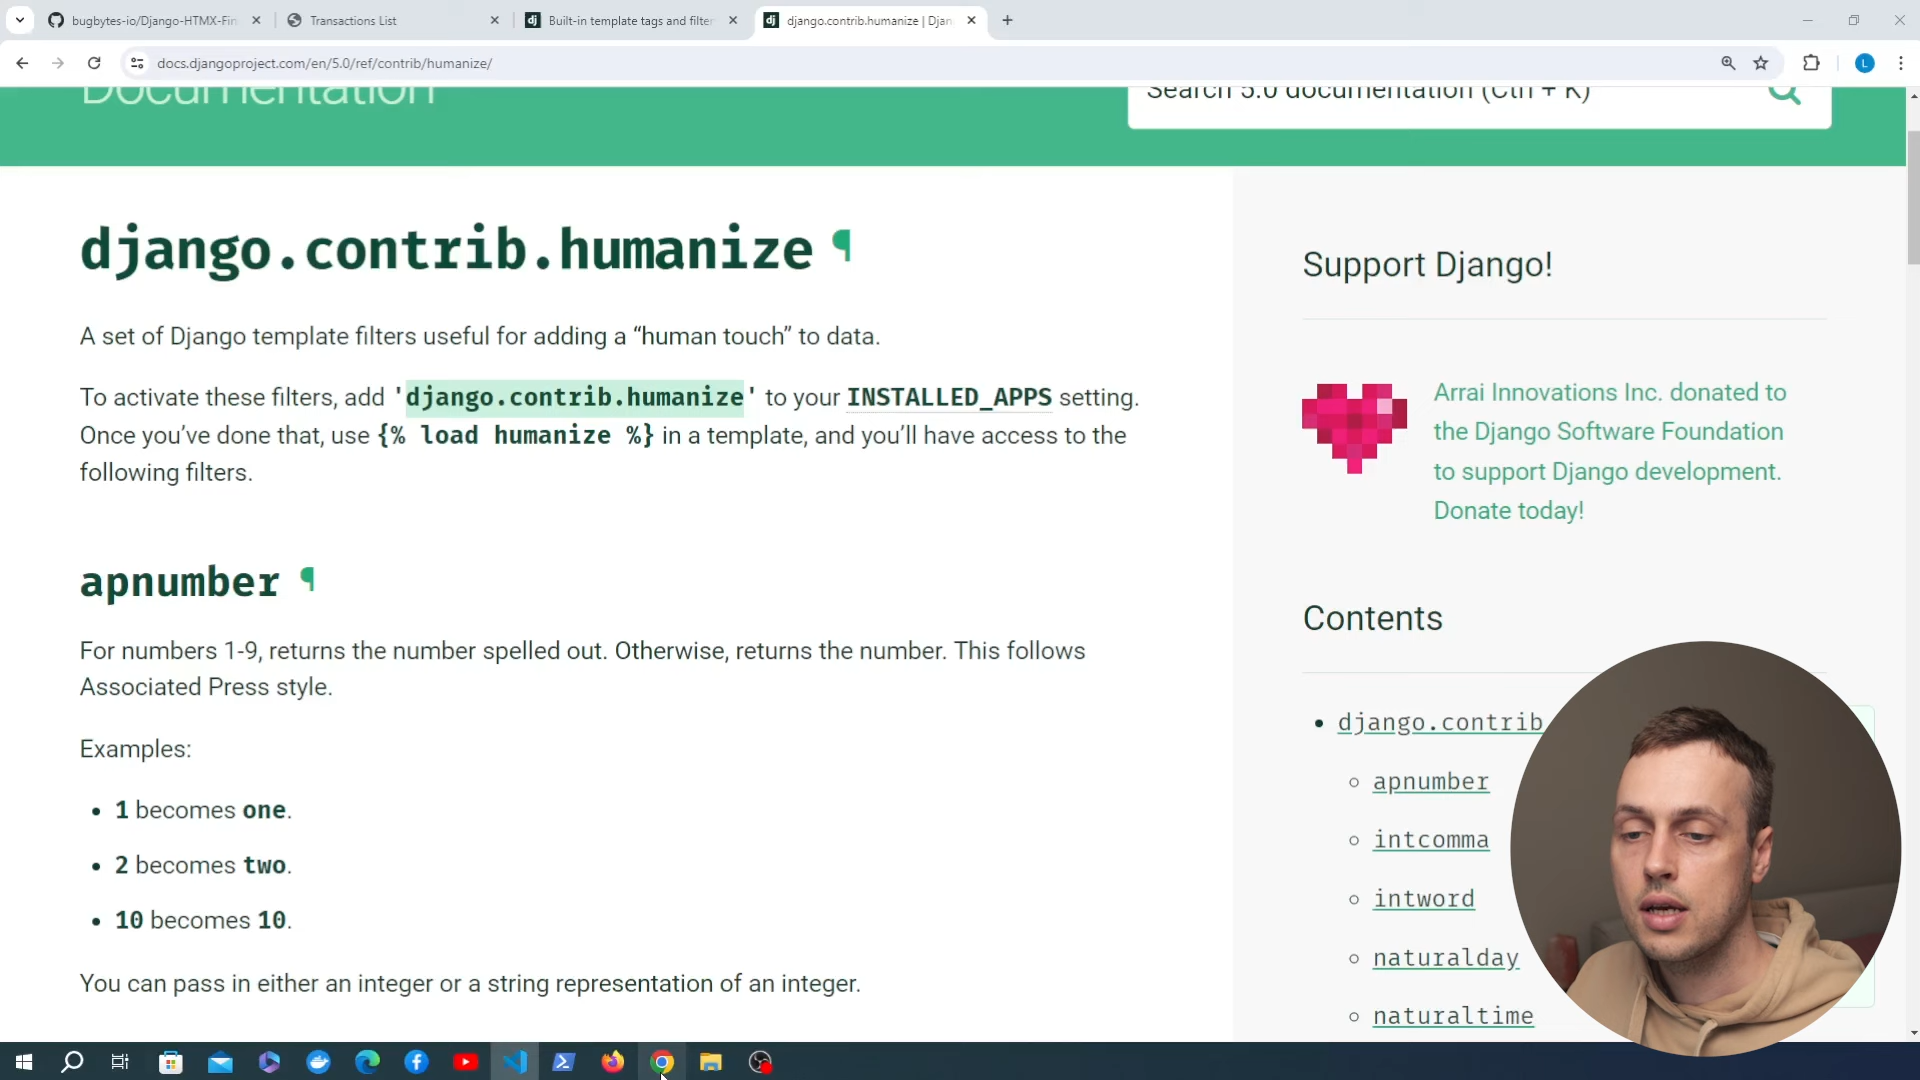 bugbytes-io/Django-HTMX-Fin
Transactions List
Built-in template tags and filter
django.contrib.humanize | Djan
docs.djangoproject.com/en/5.0/ref/contrib/humanize/
L
Documentation
Search 5.0 documentation (Ctrl + K)
django.contrib.humanize ¶
A set of Django template filters useful for adding a “human touch” to data.
To activate these filters, add 'django.contrib.humanize' to your INSTALLED_APPS setting.
Once you’ve done that, use {% load humanize %} in a template, and you’ll have access to the
following filters.
apnumber ¶
For numbers 1-9, returns the number spelled out. Otherwise, returns the number. This follows
Associated Press style.
Examples:
• 1 becomes one.
• 2 becomes two.
• 10 becomes 10.
You can pass in either an integer or a string representation of an integer.
Support Django!
Arrai Innovations Inc. donated to
the Django Software Foundation
to support Django development.
Donate today!
Contents
django.contrib
apnumber
intcomma
intword
naturalday
naturaltime